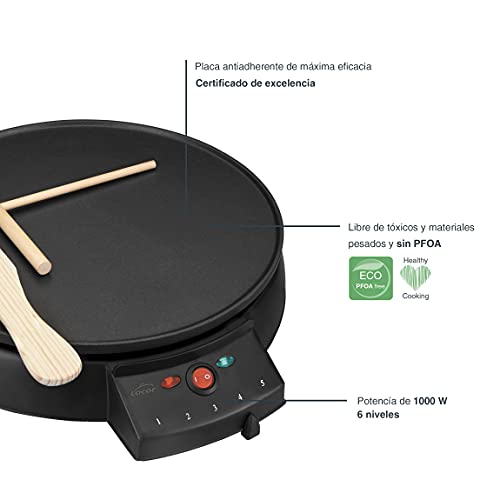 Placa antiadherente de máxima eficacia
Certificado de excelencia
Libre de tóxicos y materiales
pesados y sin PFOA
ECO
PFOA free
Healthy
Cooking
LACOR
1 2 3 4 5
Potencia de 1000 W
6 niveles